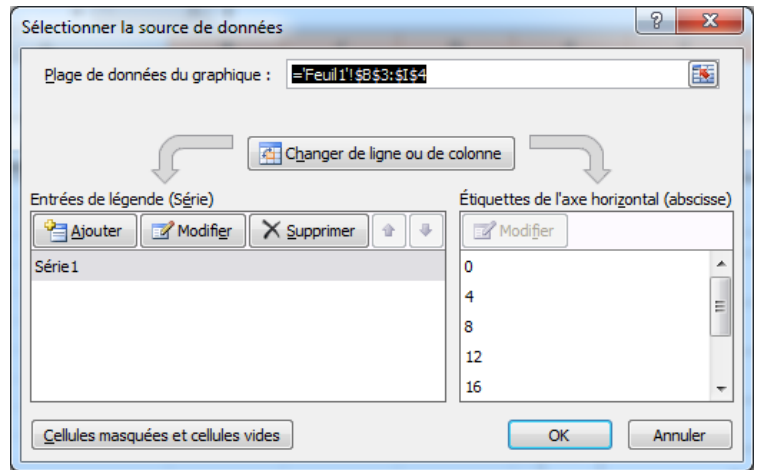 Sélectionner la source de données
Plage de données du graphique : ='Feuil1'!$B$3:$I$4
Changer de ligne ou de colonne
Entrées de légende (Série)
Ajouter Modifier Supprimer
Série1
Étiquettes de l'axe horizontal (abscisse)
Modifier
0
4
8
12
16
Cellules masquées et cellules vides
OK Annuler